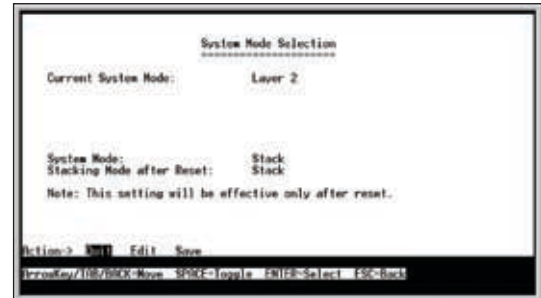 System Mode Selection
=====================
Current System Mode: Layer 2
System Mode: Stack
Stacking Mode after Reset: Stack
Note: This setting will be effective only after reset.
Action-> Quit Edit Save
ArrowKey/TAB/BACK=Move SPACE=Toggle ENTER=Select ESC=Back